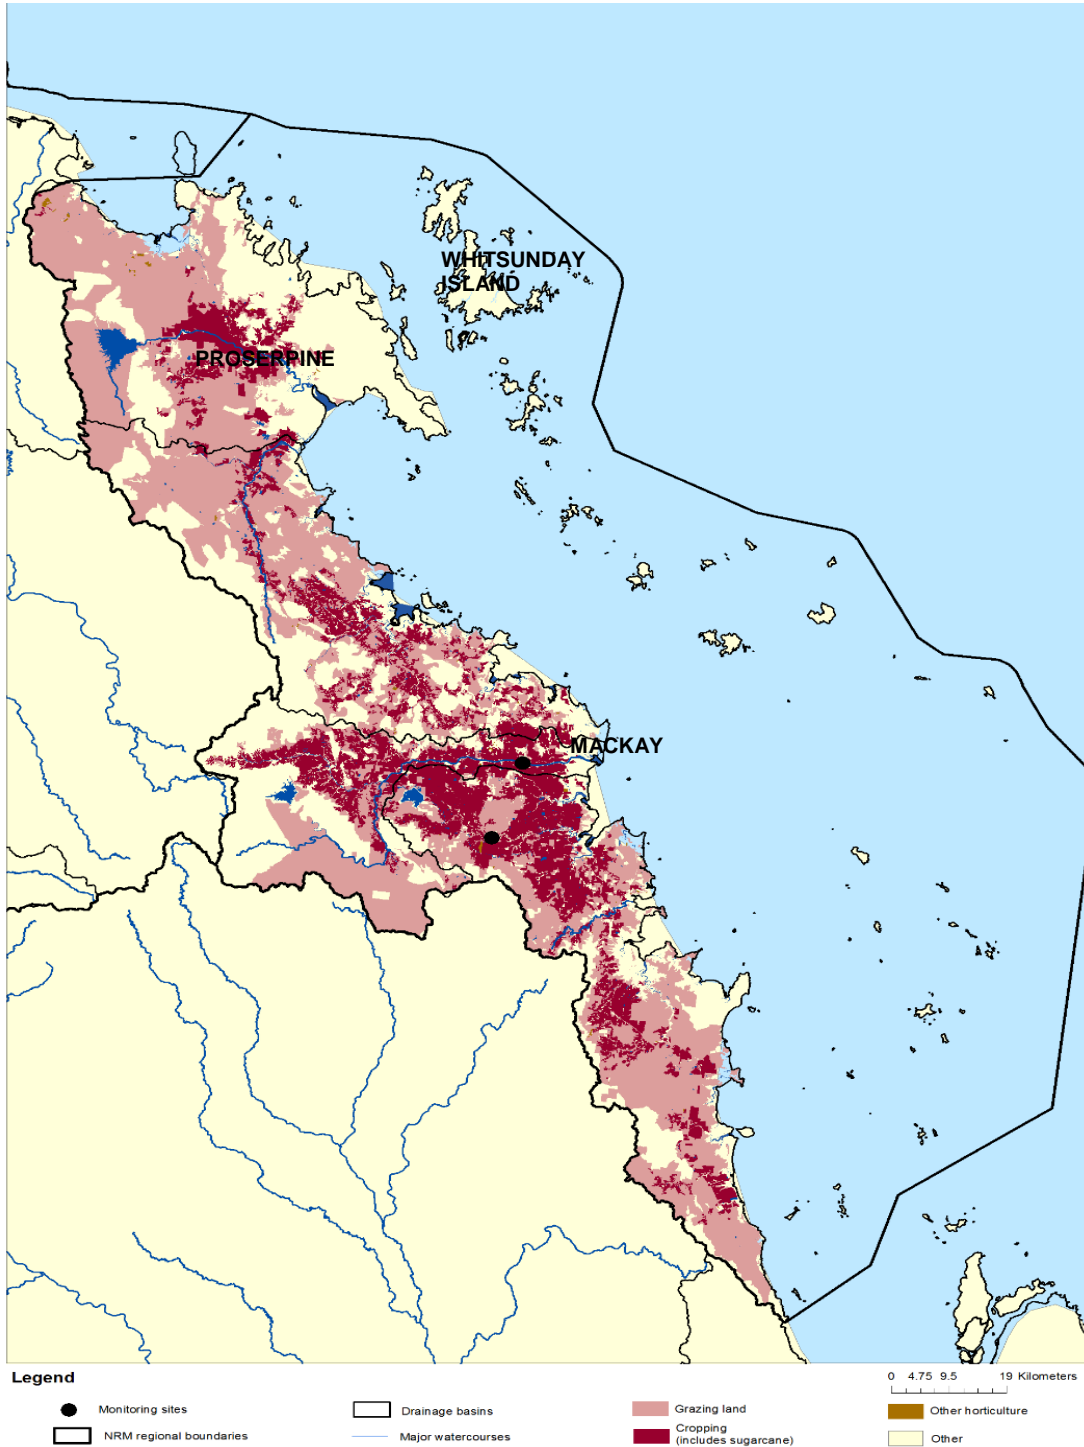 WHITSUNDAY
ISLAND
PROSERPINE
MACKAY
Legend
Monitoring sites
NRM regional boundaries
Drainage basins
Major watercourses
Grazing land
Cropping
(includes sugarcane)
0 4.75 9.5 19 Kilometers
Other horticulture
Other